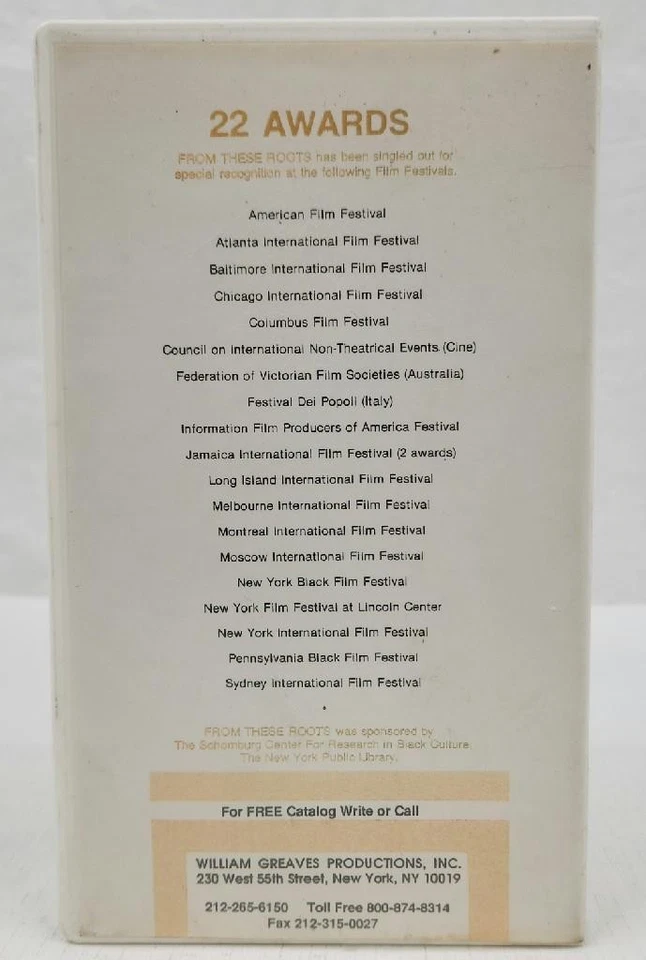 22 AWARDS
FROM THESE ROOTS has been singled out for
special recognition at the following Film Festivals.
American Film Festival
Atlanta International Film Festival
Baltimore International Film Festival
Chicago International Film Festival
Columbus Film Festival
Council on International Non-Theatrical Events (Cine)
Federation of Victorian Film Societies (Australia)
Festival Dei Popoli (Italy)
Information Film Producers of America Festival
Jamaica International Film Festival (2 awards)
Long Island International Film Festival
Melbourne International Film Festival
Montreal International Film Festival
Moscow International Film Festival
New York Black Film Festival
New York Film Festival at Lincoln Center
New York International Film Festival
Pennsylvania Black Film Festival
Sydney International Film Festival
FROM THESE ROOTS was sponsored by
The Schomburg Center For Research in Black Culture
The New York Public Library.
For FREE Catalog Write or Call
WILLIAM GREAVES PRODUCTIONS, INC.
230 West 55th Street, New York, NY 10019
212-265-6150 Toll Free 800-874-8314
Fax 212-315-0027